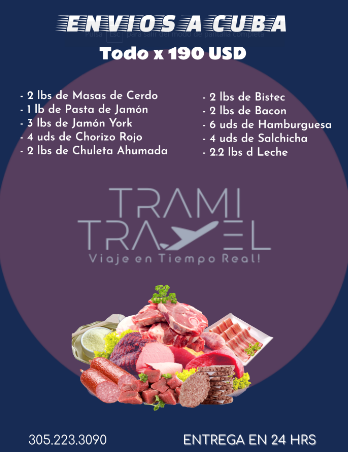 ENVIOS A CUBA
Todo x 190 USD
- 2 lbs de Masas de Cerdo
- 1 lb de Pasta de Jamón
- 3 lbs de Jamón York
- 4 uds de Chorizo Rojo
- 2 lbs de Chuleta Ahumada
- 2 lbs de Bistec
- 2 lbs de Bacon
- 6 uds de Hamburguesa
- 4 uds de Salchicha
- 2.2 lbs d Leche
TRAMI
TRAVEL
Viaje en Tiempo Real!
305.223.3090
ENTREGA EN 24 HRS